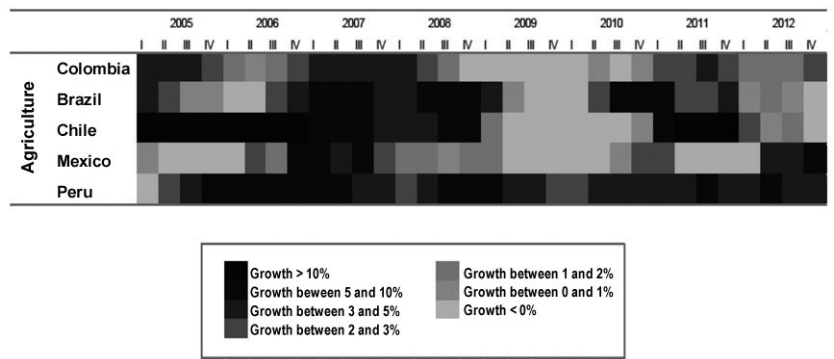 2005 2006 2007 2008 2009 2010 2011 2012
I II III IV I II III IV I II III IV I II III IV I II III IV I II III IV I II III IV I II III IV
Agriculture
Colombia
Brazil
Chile
Mexico
Peru
Growth > 10%
Growth beween 5 and 10%
Growth between 3 and 5%
Growth between 2 and 3%
Growth between 1 and 2%
Growth between 0 and 1%
Growth < 0%